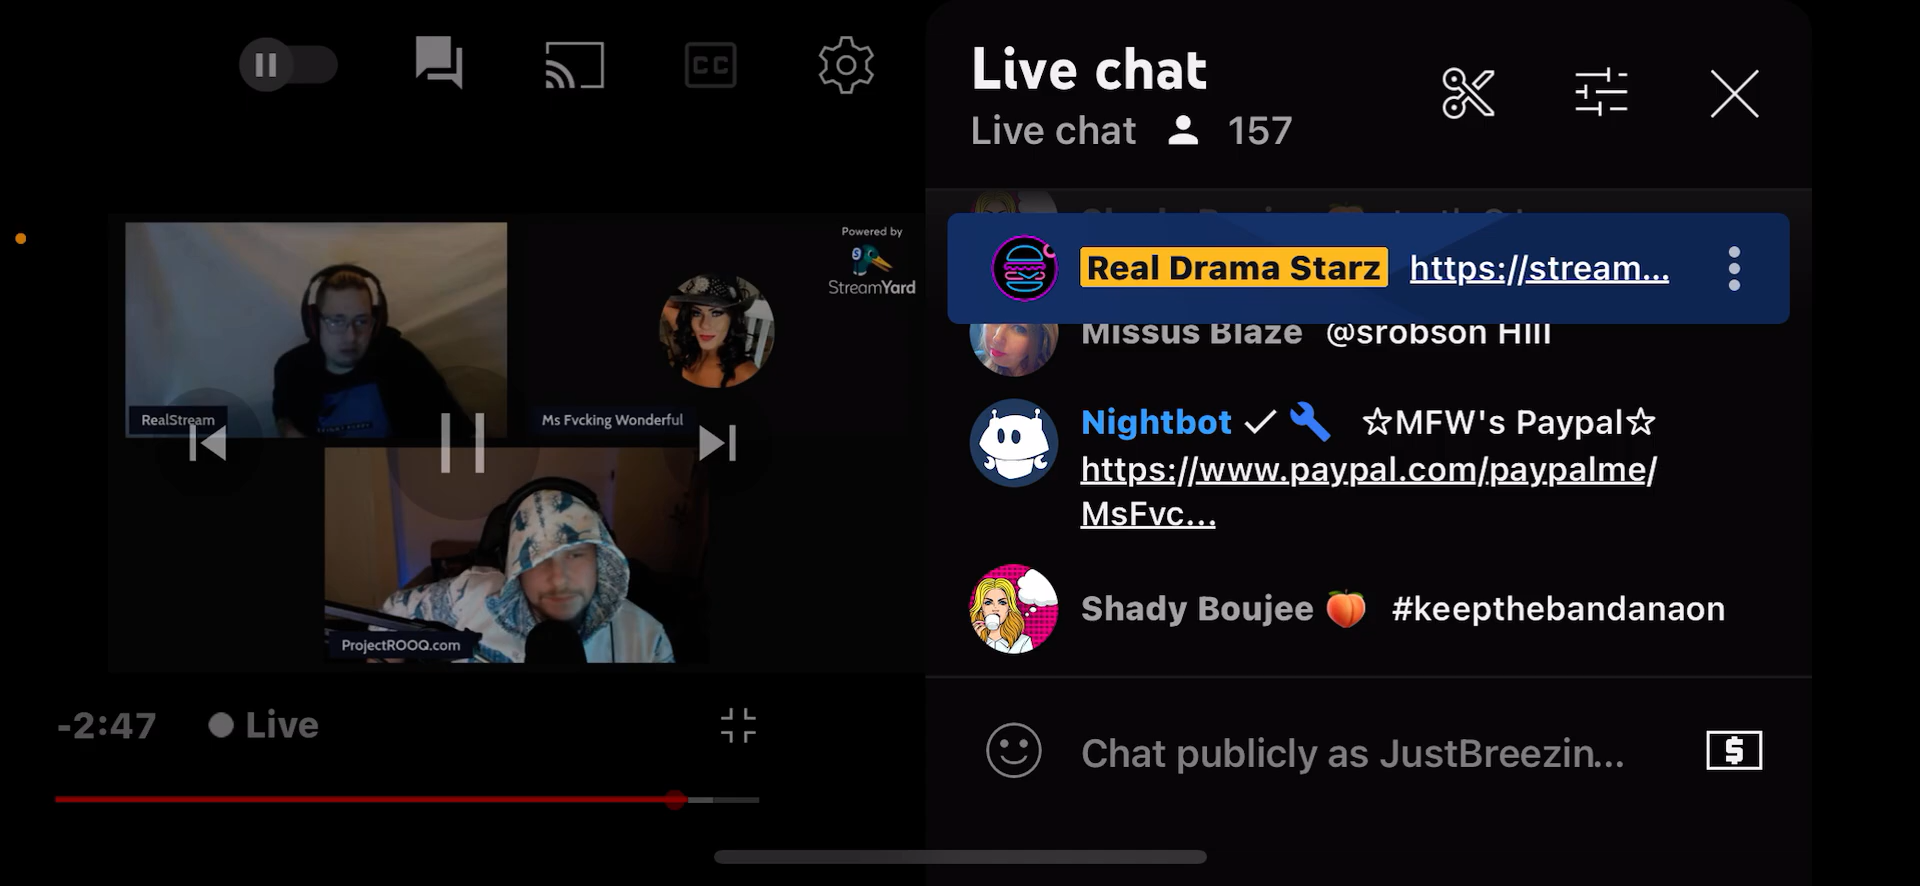 CC
Live chat
Live chat 157
Powered by
StreamYard
Real Drama Starz https://stream...
Missus Blaze @srobson Hill
RealStream
Ms Fvcking Wonderful
Nightbot ☆MFW's Paypal☆
https://www.paypal.com/paypalme/
MsFvc...
Shady Boujee 🍑 #keepthebandanaon
ProjectROOQ.com
-2:47 Live
Chat publicly as JustBreezin...
$